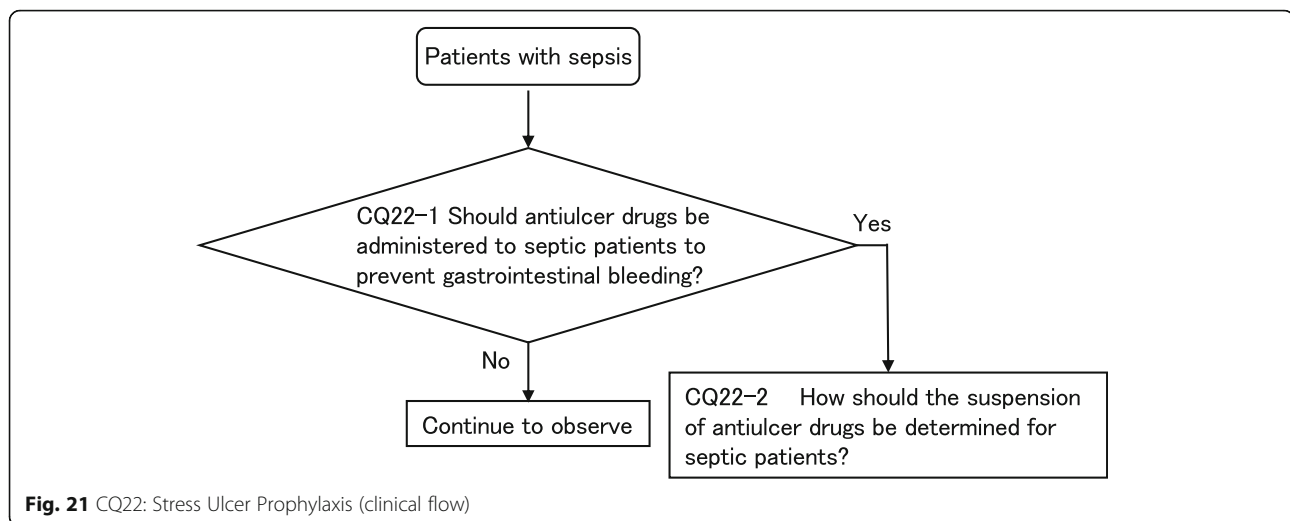 Patients with sepsis
CQ22-1 Should antiulcer drugs be
administered to septic patients to
prevent gastrointestinal bleeding?
Yes
No
Continue to observe
CQ22-2 How should the suspension
of antiulcer drugs be determined for
septic patients?
Fig. 21 CQ22: Stress Ulcer Prophylaxis (clinical flow)